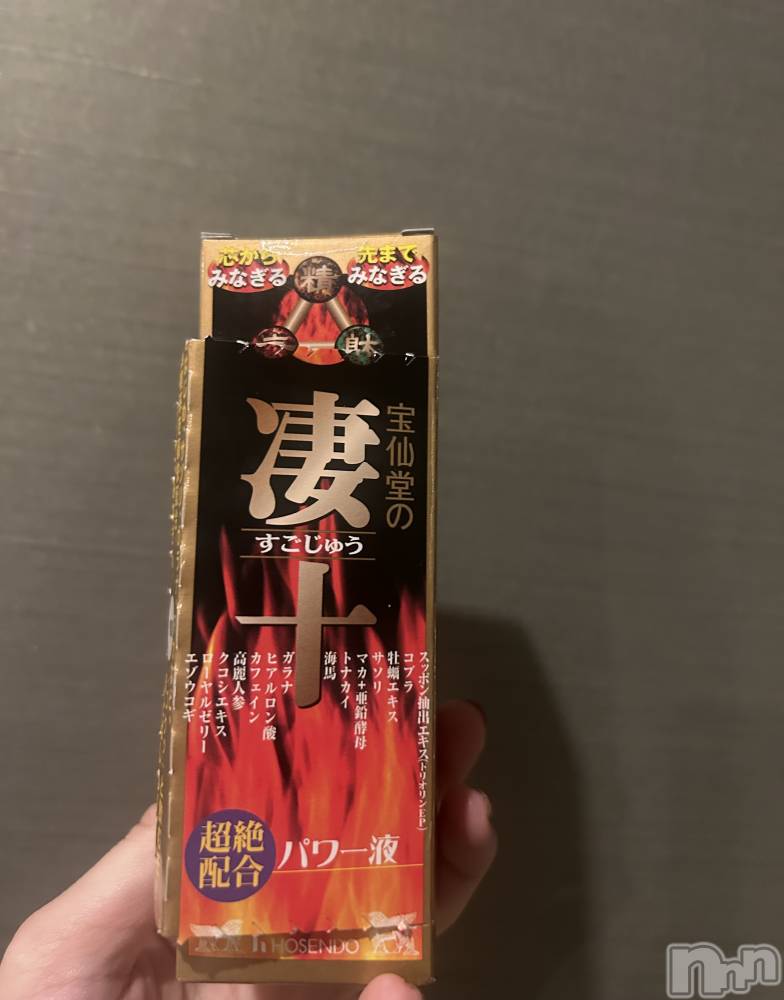 芯から
みなぎる
先まで
みなぎる
精
宝仙堂の
凄十
すごじゅう
スッポン抽出エキス(トリオリンEP)
コブラ
牡蠣エキス
サソリ
マカ+亜鉛酵母
トナカイ
海馬
ガラナ
ヒアルロン酸
カフェイン
高麗人参
クコシエキス
ローヤルゼリー
エゾウコギ
超絶
配合
パワー液
HOSENDO
nnn